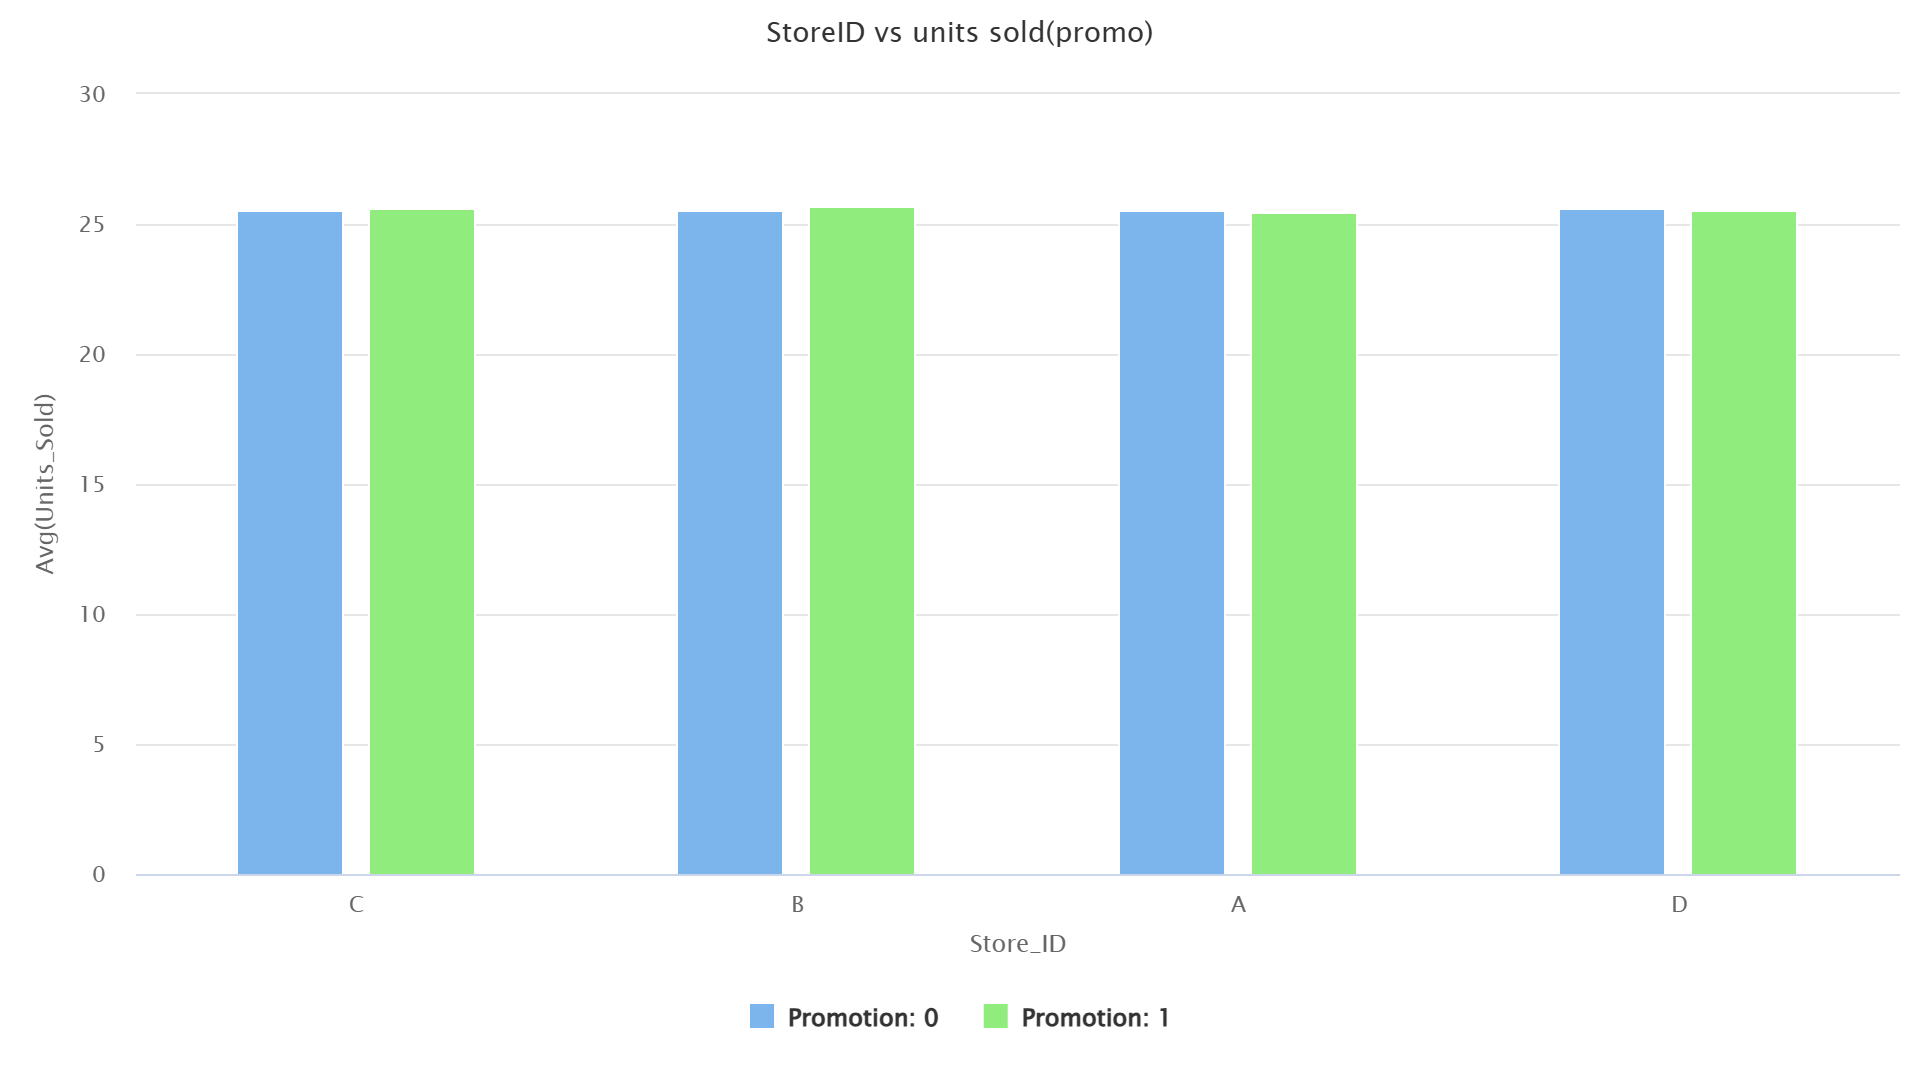 StoreID vs units sold(promo)
30
25
20
15
10
5
0
Avg(Units_Sold)
C B A D
Store_ID
Promotion: 0 Promotion: 1